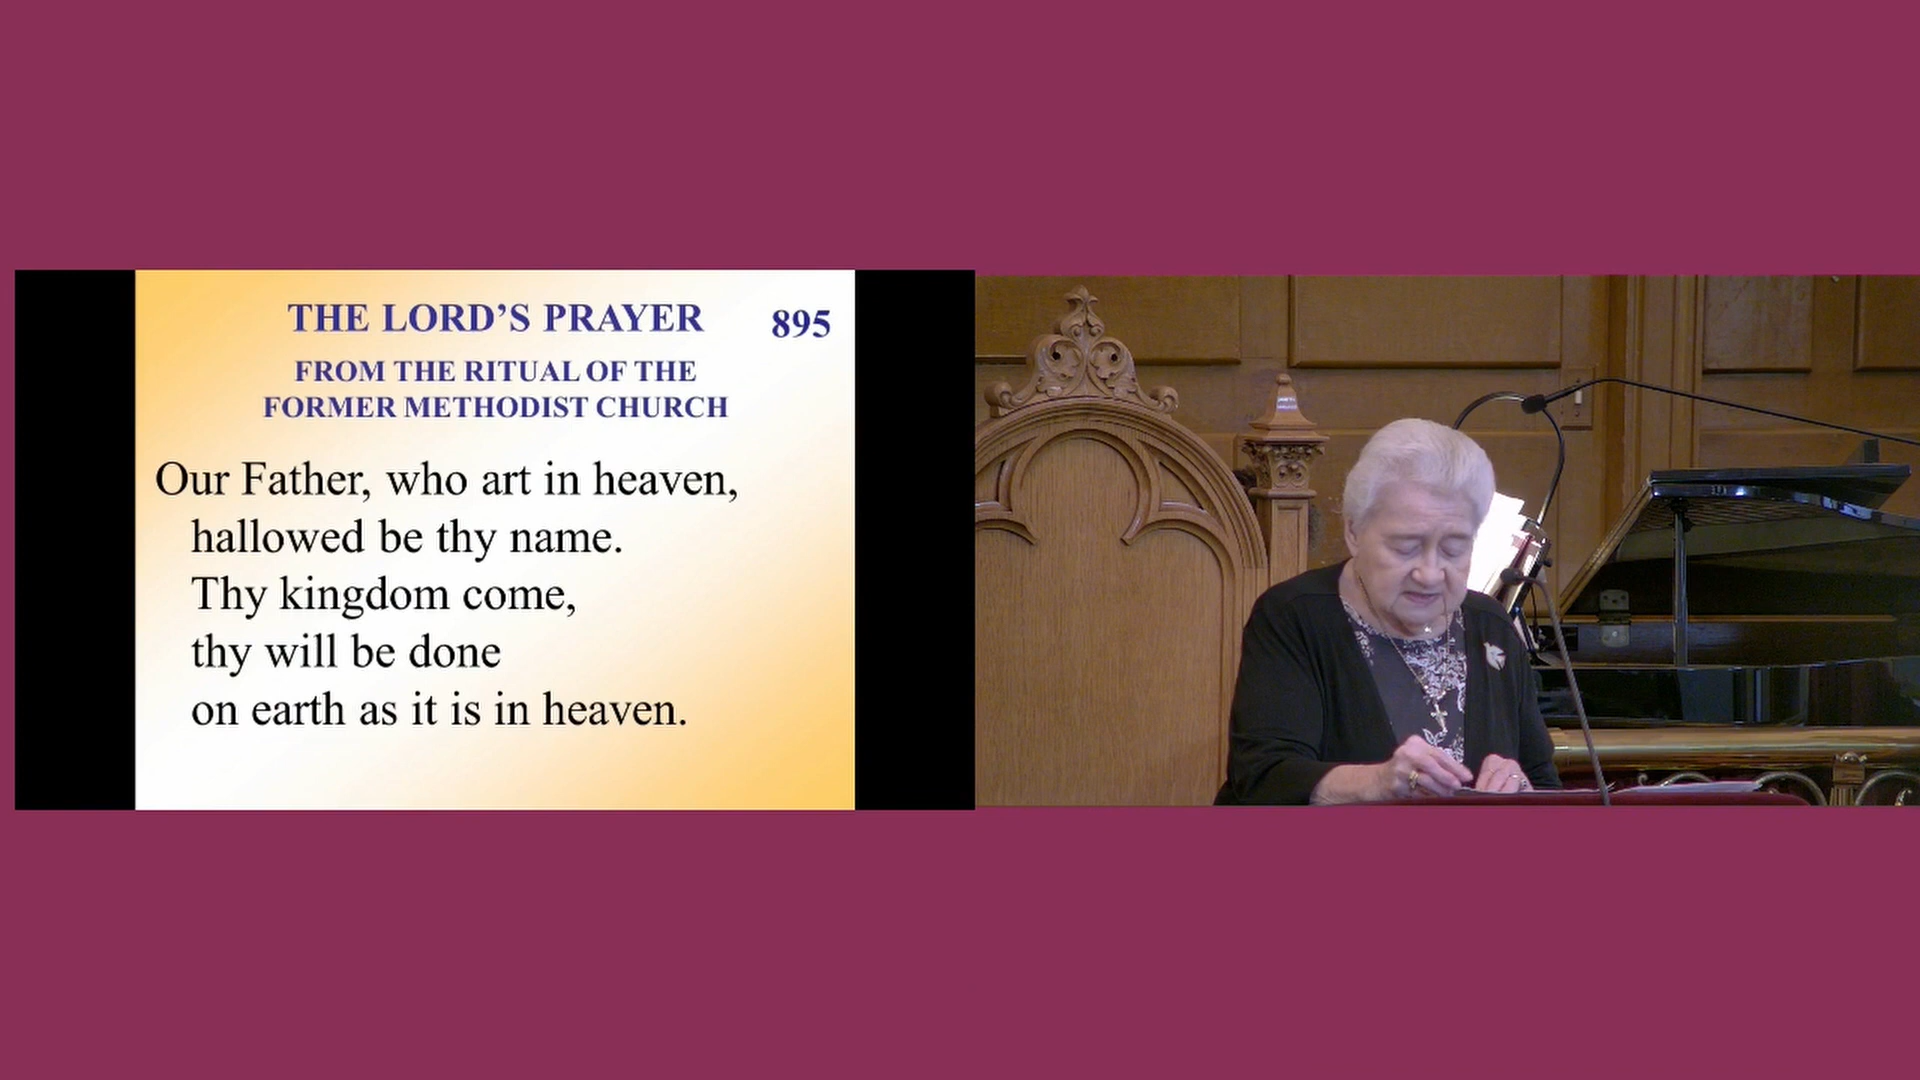 THE LORD’S PRAYER 895
FROM THE RITUAL OF THE
FORMER METHODIST CHURCH
Our Father, who art in heaven,
hallowed be thy name.
Thy kingdom come,
thy will be done
on earth as it is in heaven.